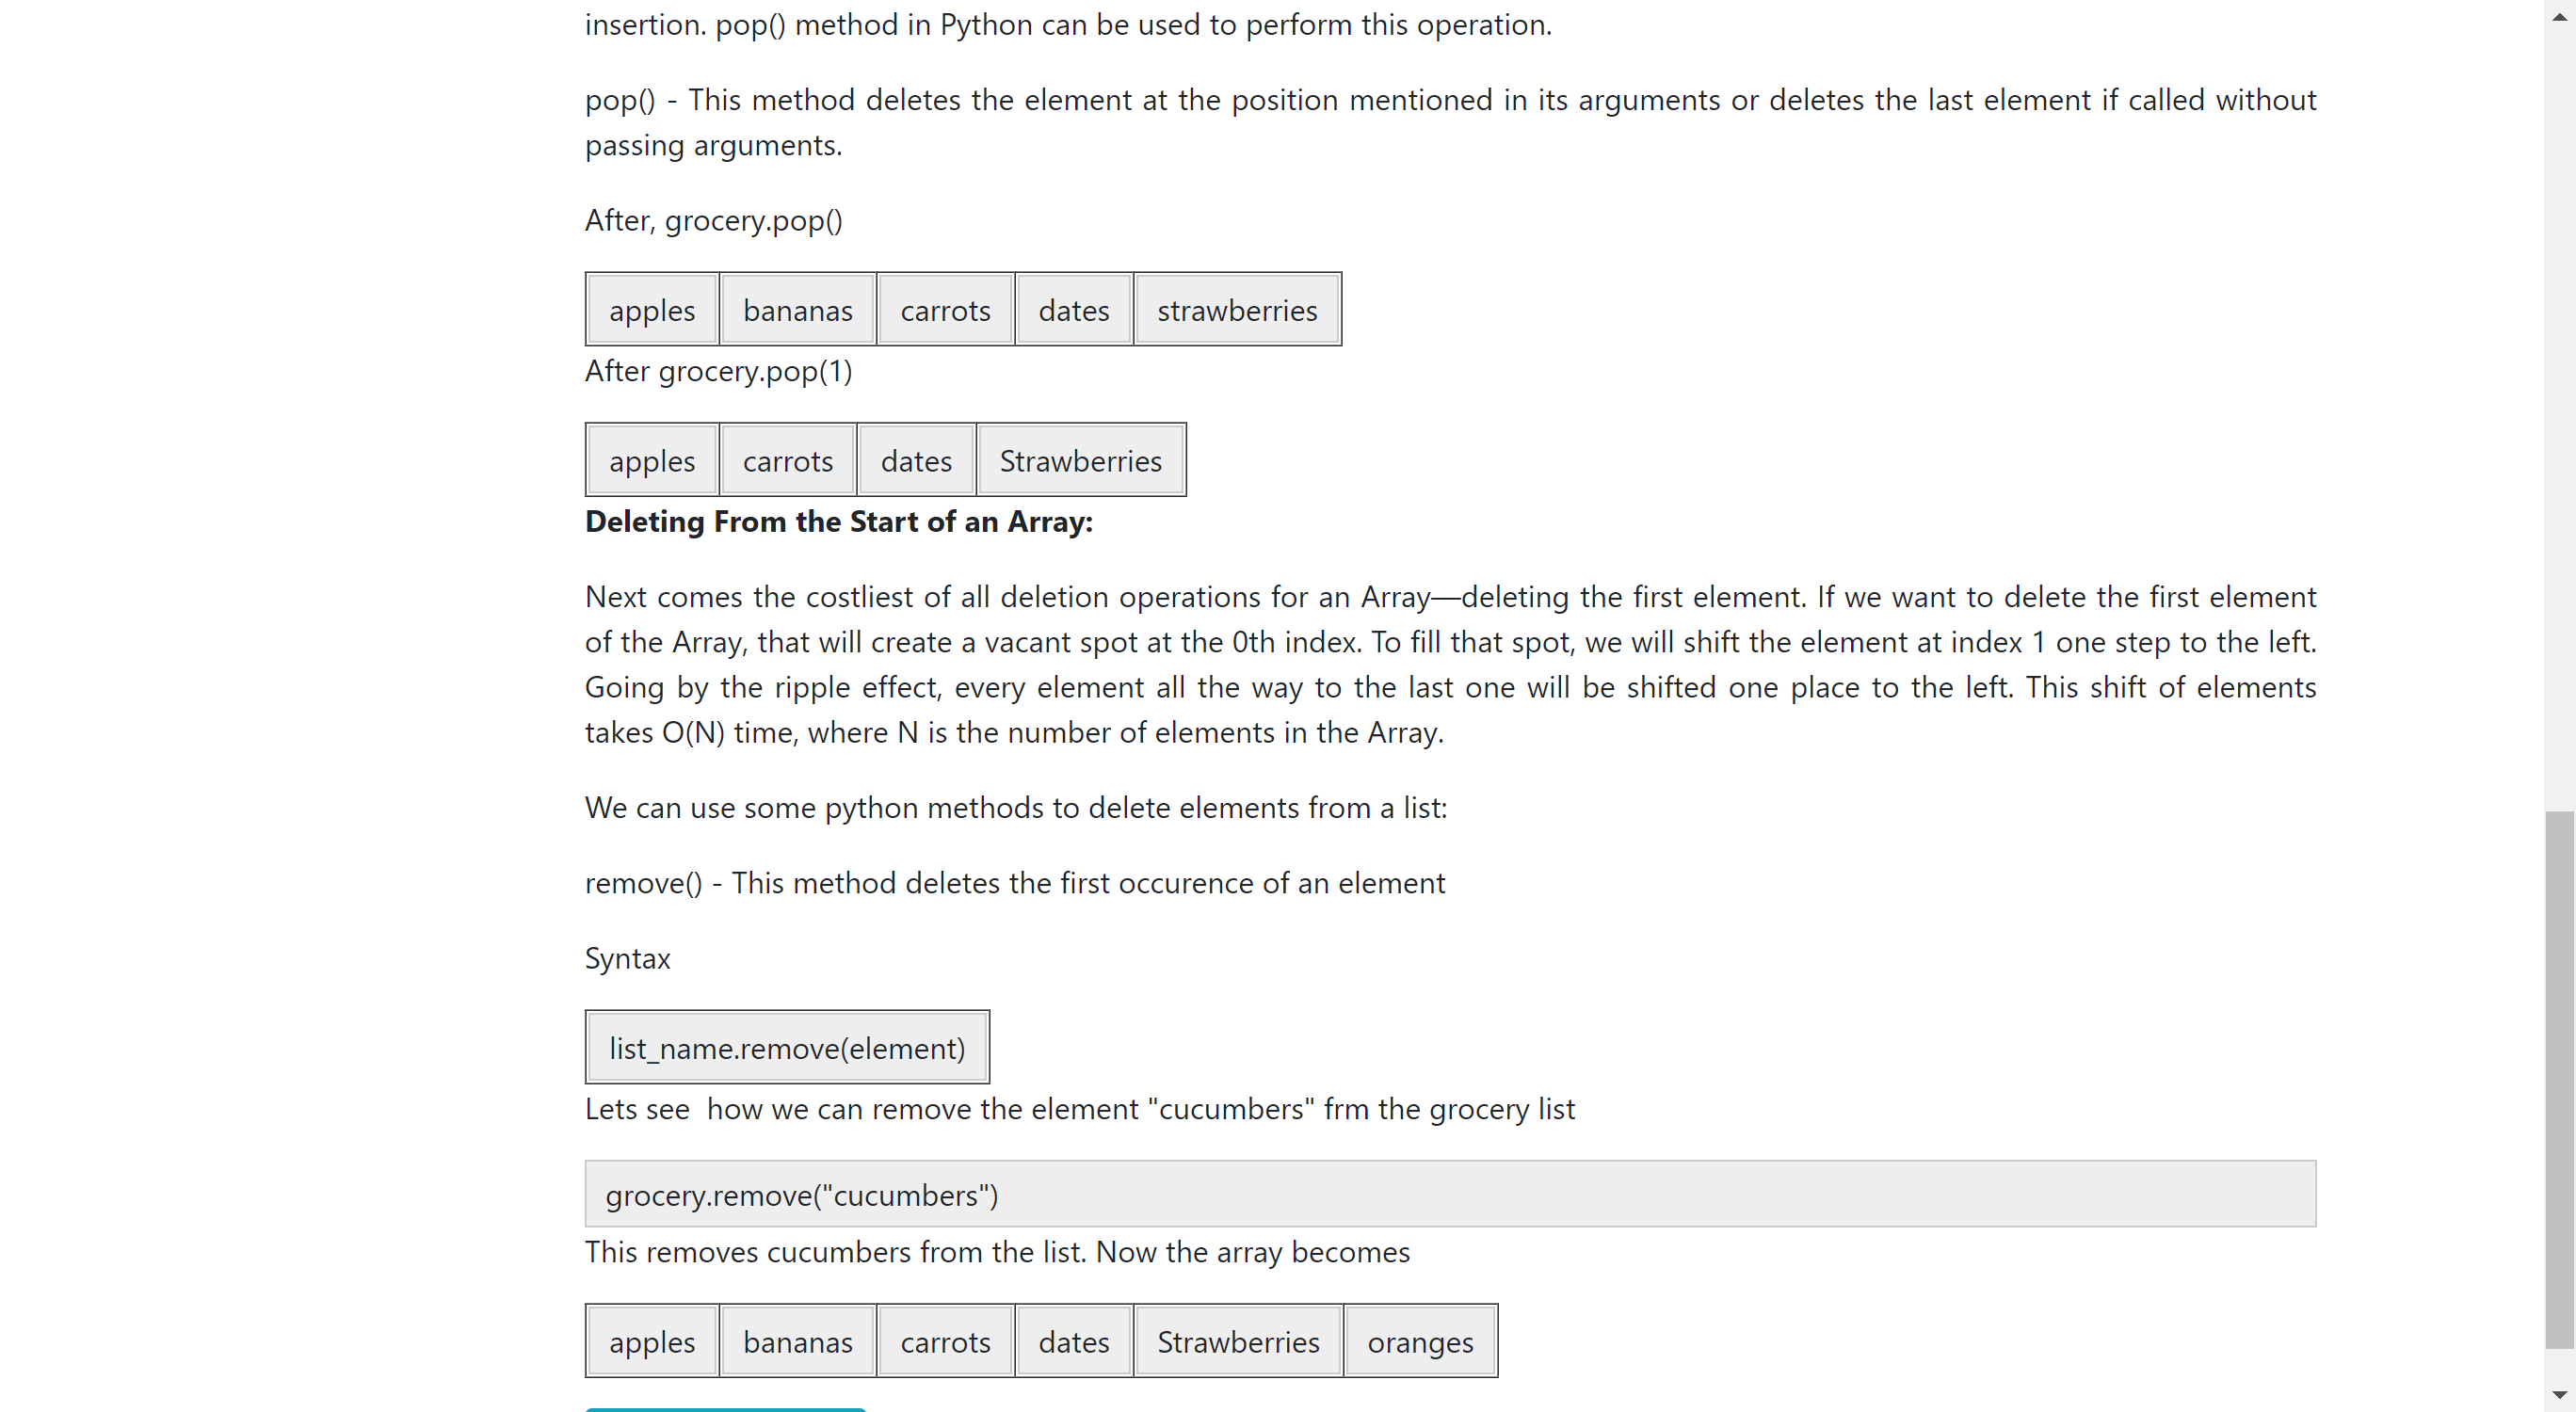 insertion. pop() method in Python can be used to perform this operation.
pop() - This method deletes the element at the position mentioned in its arguments or deletes the last element if called without
passing arguments.
After, grocery.pop()
apples bananas carrots dates strawberries
After grocery.pop(1)
apples carrots dates Strawberries
Deleting From the Start of an Array:
Next comes the costliest of all deletion operations for an Array—deleting the first element. If we want to delete the first element
of the Array, that will create a vacant spot at the 0th index. To fill that spot, we will shift the element at index 1 one step to the left.
Going by the ripple effect, every element all the way to the last one will be shifted one place to the left. This shift of elements
takes O(N) time, where N is the number of elements in the Array.
We can use some python methods to delete elements from a list:
remove() - This method deletes the first occurence of an element
Syntax
list_name.remove(element)
Lets see  how we can remove the element "cucumbers" frm the grocery list
grocery.remove("cucumbers")
This removes cucumbers from the list. Now the array becomes
apples bananas carrots dates Strawberries oranges